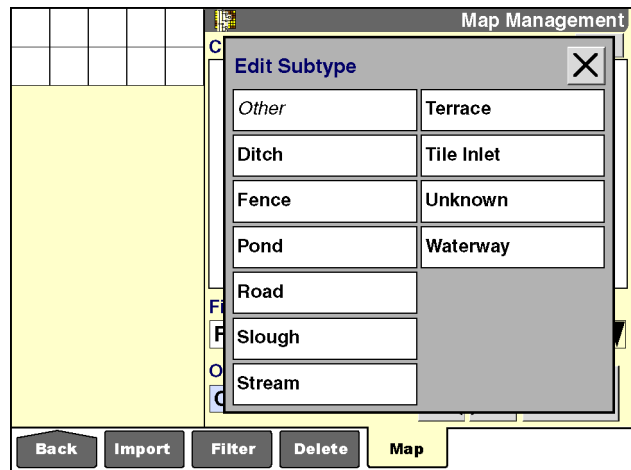 Map Management
C
Edit Subtype
Other
Terrace
Ditch
Tile Inlet
Fence
Unknown
Pond
Waterway
Road
Slough
Stream
Fi
F
O
Back
Import
Filter
Delete
Map